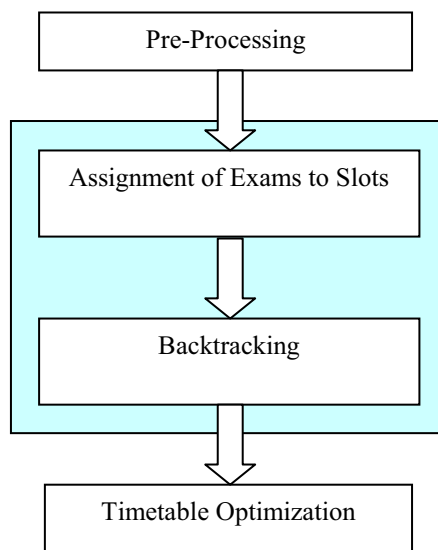 Pre-Processing
Assignment of Exams to Slots
Backtracking
Timetable Optimization